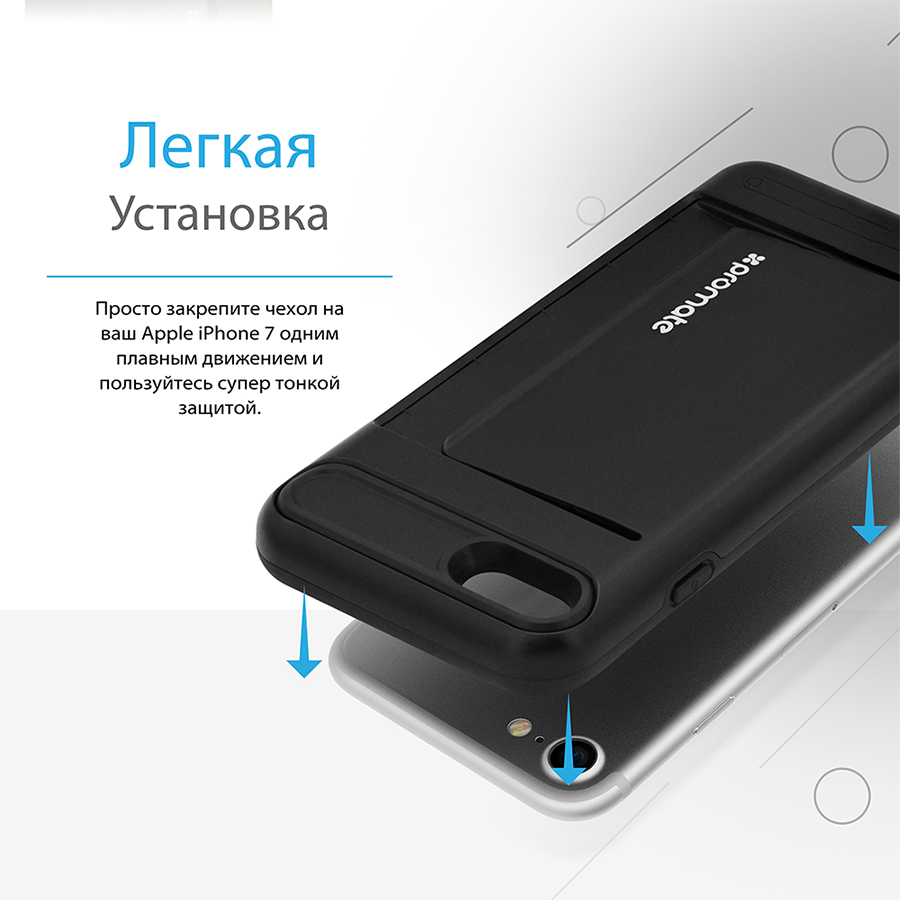 Легкая
Установка
Просто закрепите чехол на
ваш Apple iPhone 7 одним
плавным движением и
пользуйтесь супер тонкой
защитой.
promate